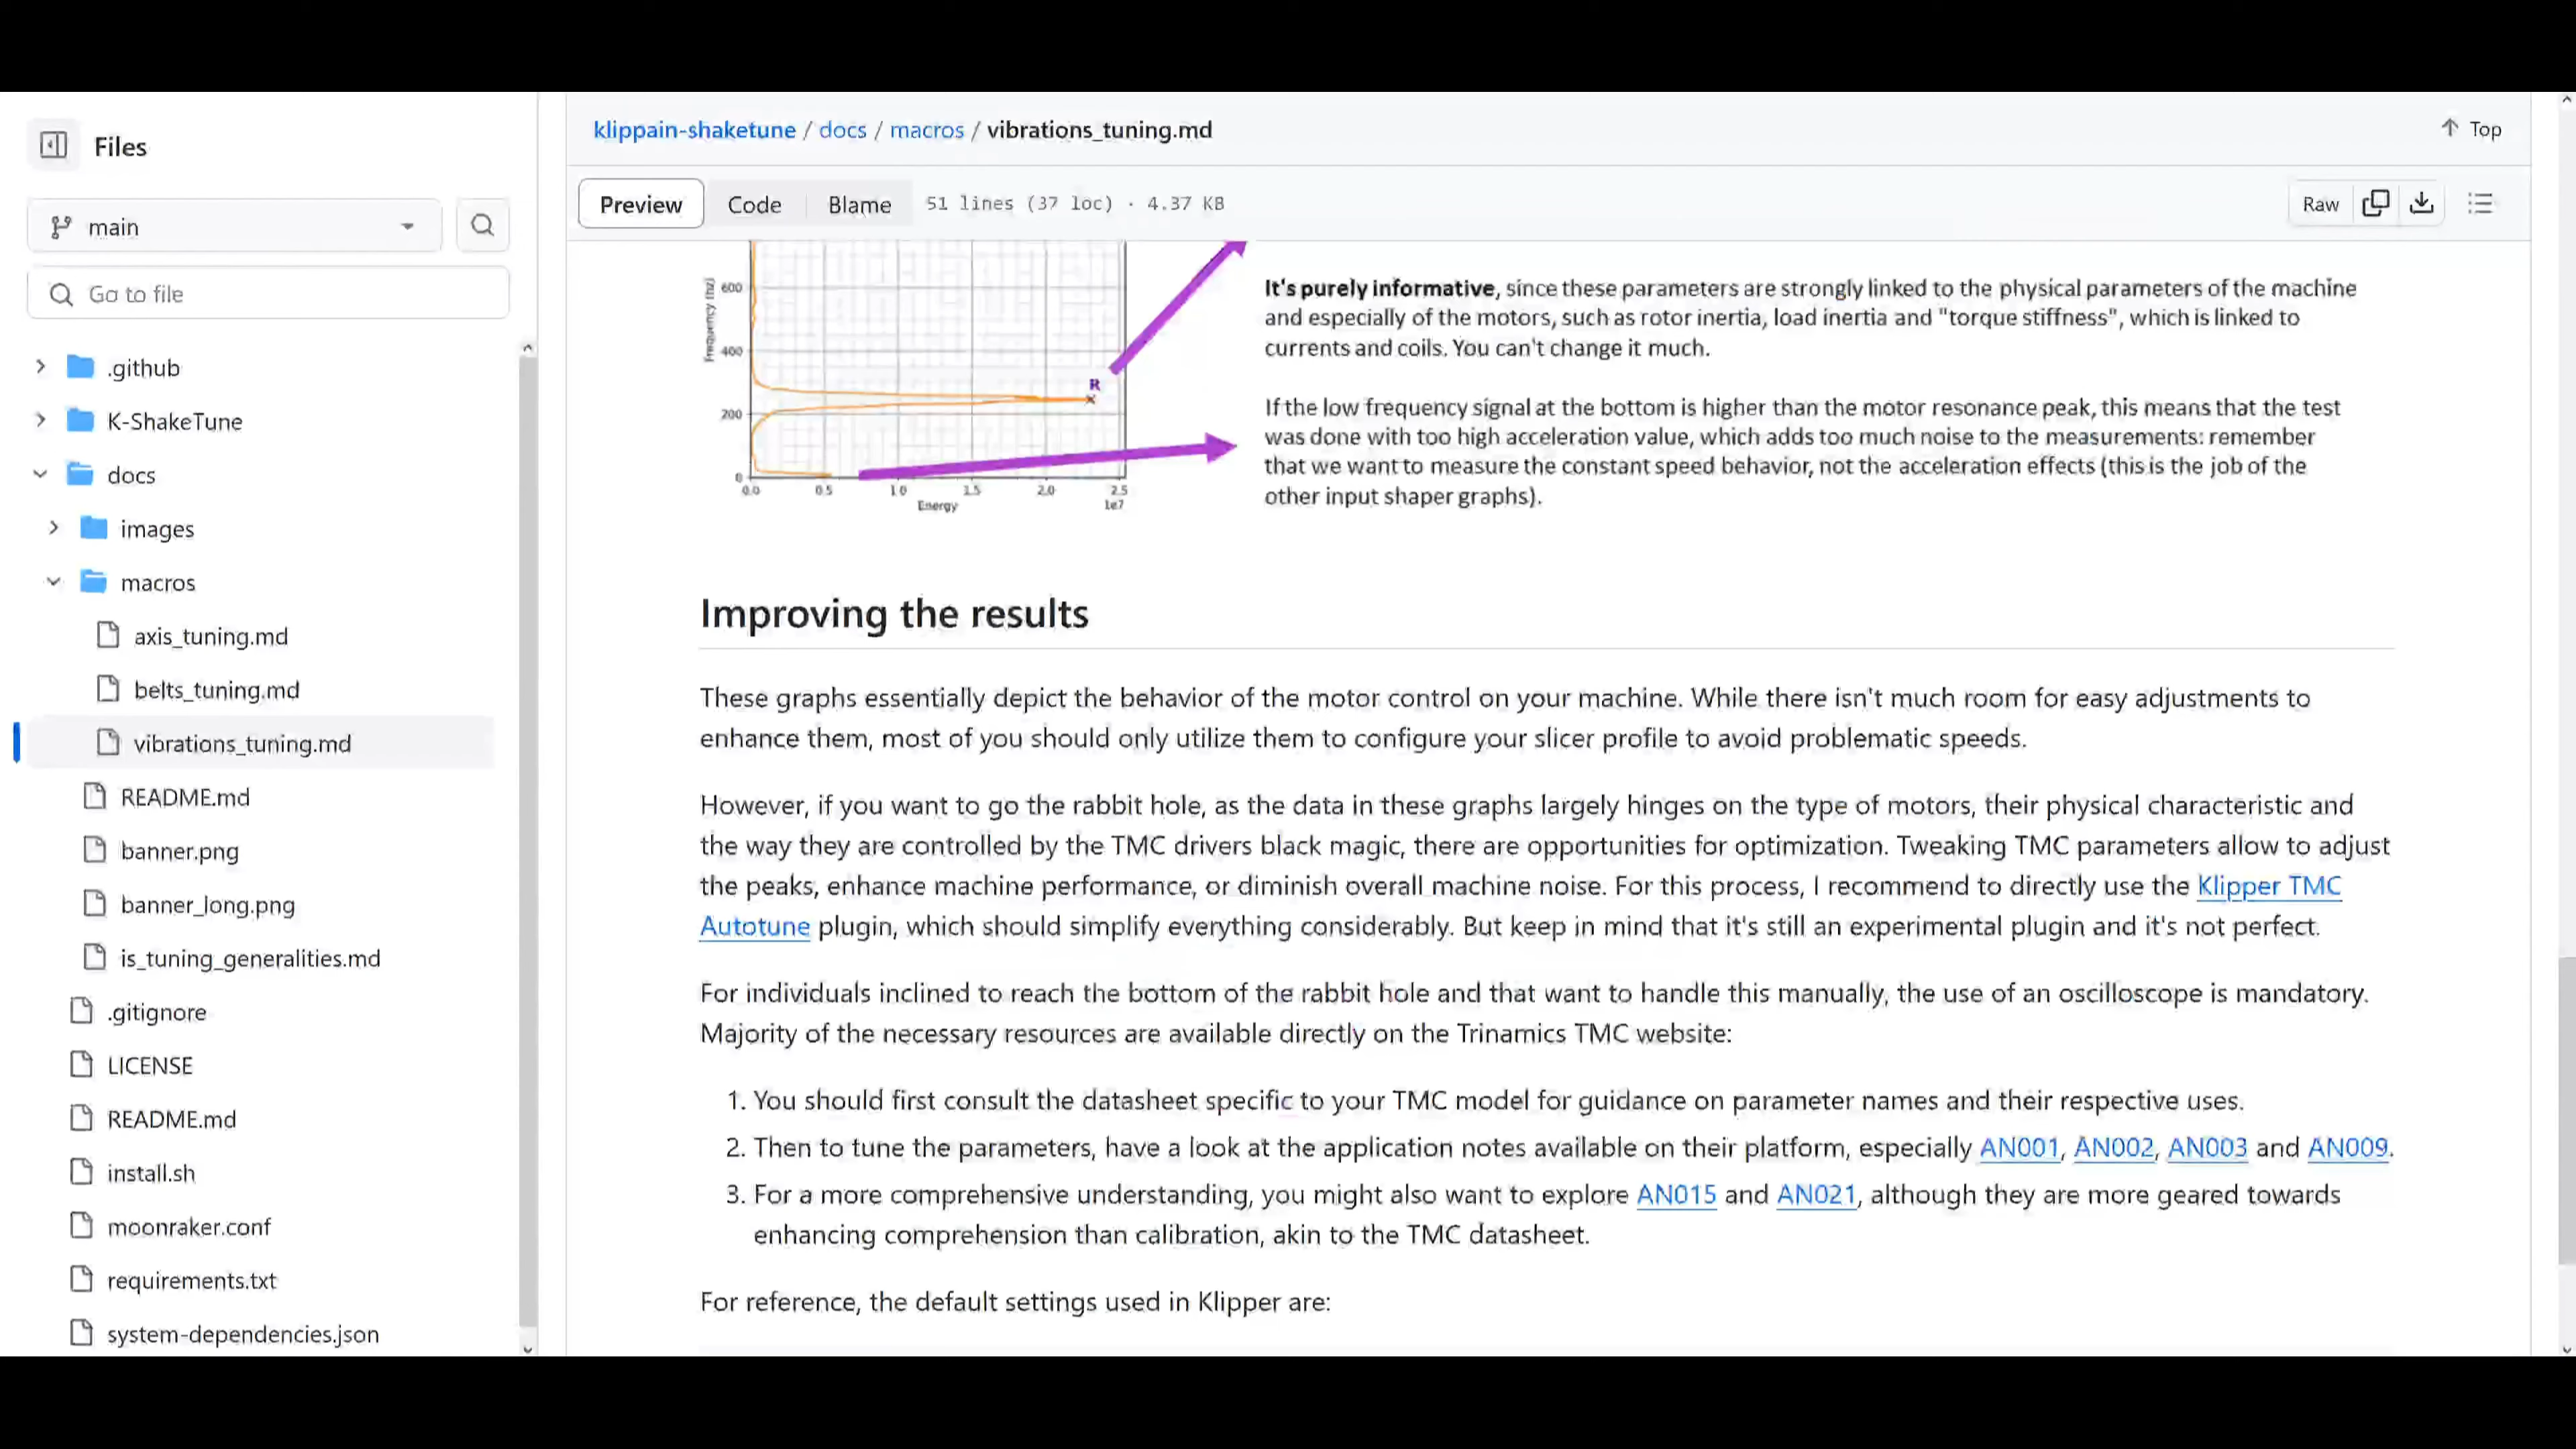 Files
main
Go to file
.github
K-ShakeTune
docs
images
macros
axis_tuning.md
belts_tuning.md
vibrations_tuning.md
README.md
banner.png
banner_long.png
is_tuning_generalities.md
.gitignore
LICENSE
README.md
install.sh
moonraker.conf
requirements.txt
system-dependencies.json
klippain-shaketune / docs / macros / vibrations_tuning.md
Top
Preview Code Blame 51 lines (37 loc) · 4.37 KB
Raw
Frequency (hz)
600
400
200
0
R
0.0 0.5 1.0 1.5 2.0 2.5
Energy
1e7
It's purely informative, since these parameters are strongly linked to the physical parameters of the machine
and especially of the motors, such as rotor inertia, load inertia and "torque stiffness", which is linked to
currents and coils. You can't change it much.
If the low frequency signal at the bottom is higher than the motor resonance peak, this means that the test
was done with too high acceleration value, which adds too much noise to the measurements: remember
that we want to measure the constant speed behavior, not the acceleration effects (this is the job of the
other input shaper graphs).
Improving the results
These graphs essentially depict the behavior of the motor control on your machine. While there isn't much room for easy adjustments to
enhance them, most of you should only utilize them to configure your slicer profile to avoid problematic speeds.
However, if you want to go the rabbit hole, as the data in these graphs largely hinges on the type of motors, their physical characteristic and
the way they are controlled by the TMC drivers black magic, there are opportunities for optimization. Tweaking TMC parameters allow to adjust
the peaks, enhance machine performance, or diminish overall machine noise. For this process, I recommend to directly use the Klipper TMC
Autotune plugin, which should simplify everything considerably. But keep in mind that it's still an experimental plugin and it's not perfect.
For individuals inclined to reach the bottom of the rabbit hole and that want to handle this manually, the use of an oscilloscope is mandatory.
Majority of the necessary resources are available directly on the Trinamics TMC website:
1. You should first consult the datasheet specific to your TMC model for guidance on parameter names and their respective uses.
2. Then to tune the parameters, have a look at the application notes available on their platform, especially AN001, AN002, AN003 and AN009.
3. For a more comprehensive understanding, you might also want to explore AN015 and AN021, although they are more geared towards
enhancing comprehension than calibration, akin to the TMC datasheet.
For reference, the default settings used in Klipper are: